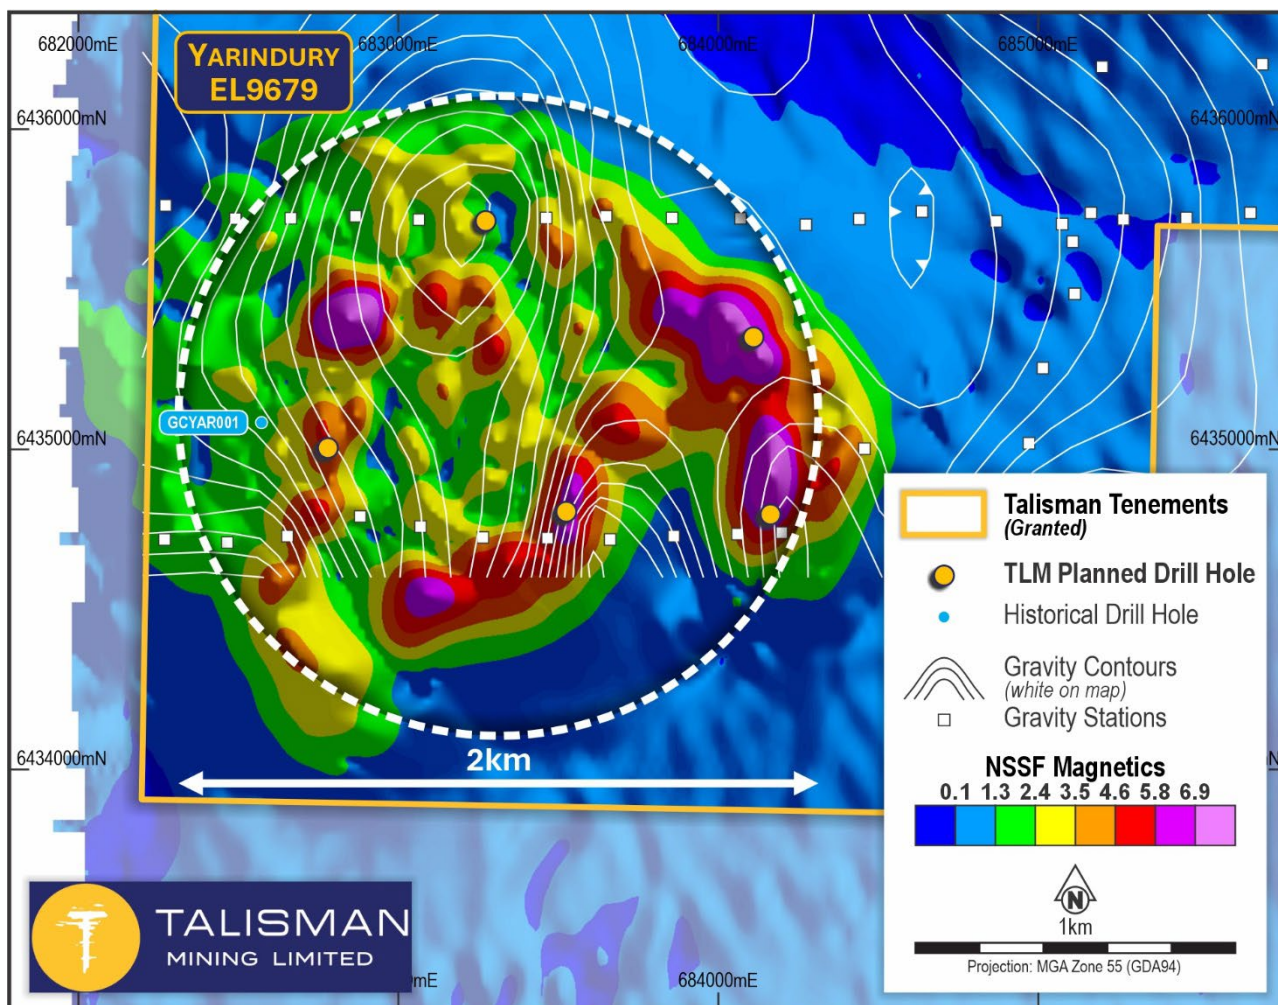 682000mE
683000mE
684000mE
685000mE
YARINDURY
EL9679
6436000mN
6436000mN
GCYAR001
6435000mN
6435000mN
6434000mN
2km
Talisman Tenements
(Granted)
TLM Planned Drill Hole
Historical Drill Hole
Gravity Contours
(white on map)
Gravity Stations
NSSF Magnetics
0.1 1.3 2.4 3.5 4.6 5.8 6.9
N
1km
Projection: MGA Zone 55 (GDA94)
TALISMAN
MINING LIMITED
684000mE